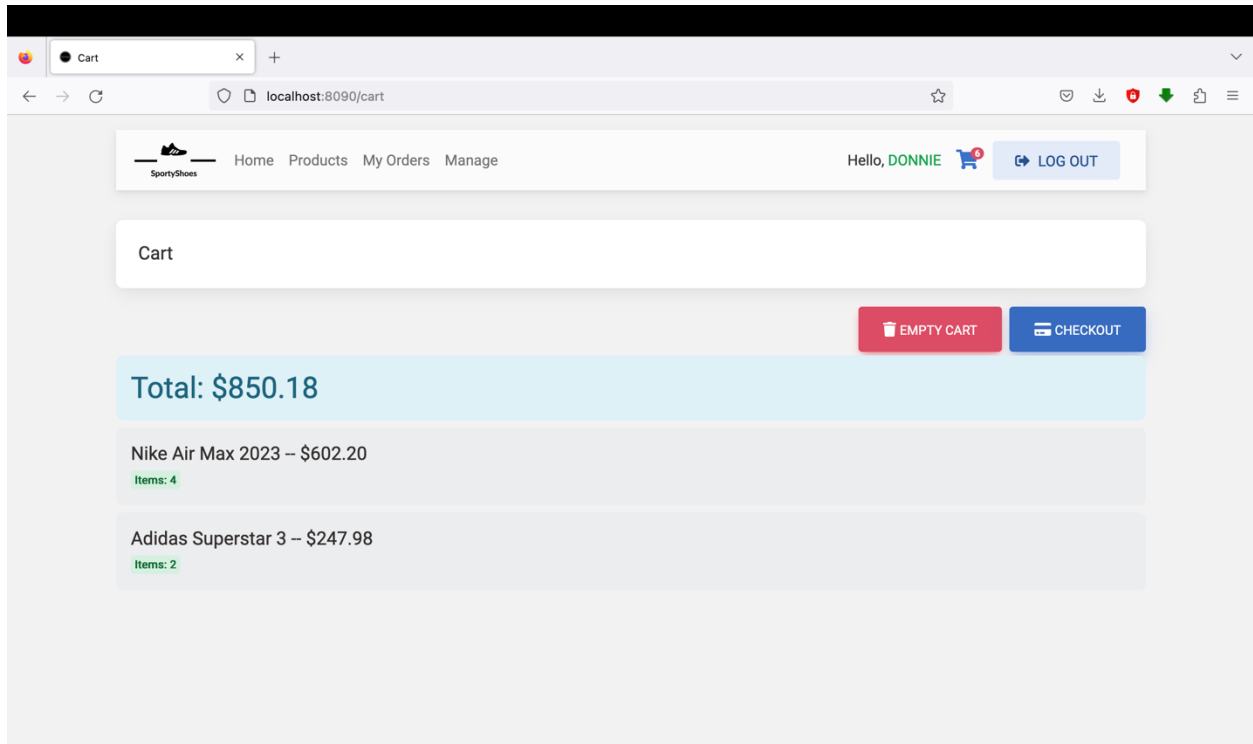 Cart
localhost:8090/cart
SportyShoes
Home Products My Orders Manage
Hello, DONNIE 6 LOG OUT
Cart
EMPTY CART CHECKOUT
Total: $850.18
Nike Air Max 2023 -- $602.20
Items: 4
Adidas Superstar 3 -- $247.98
Items: 2